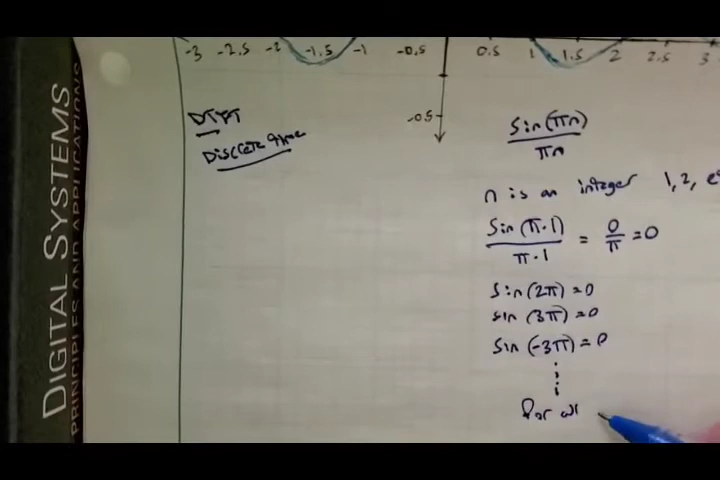 -3 -2.5 -2 -1.5 -1 -0.5 0.5 1 1.5 2 2.5 3
DIGITAL SYSTEMS
PRINCIPLES AND APPLICATIONS
DTFT
Discrete time
-0.5
sin(πn)
πn
n is an integer 1, 2,
sin(π·1) / π·1 = 0/π = 0
sin(2π) = 0
sin(3π) = 0
sin(-3π) = 0
For